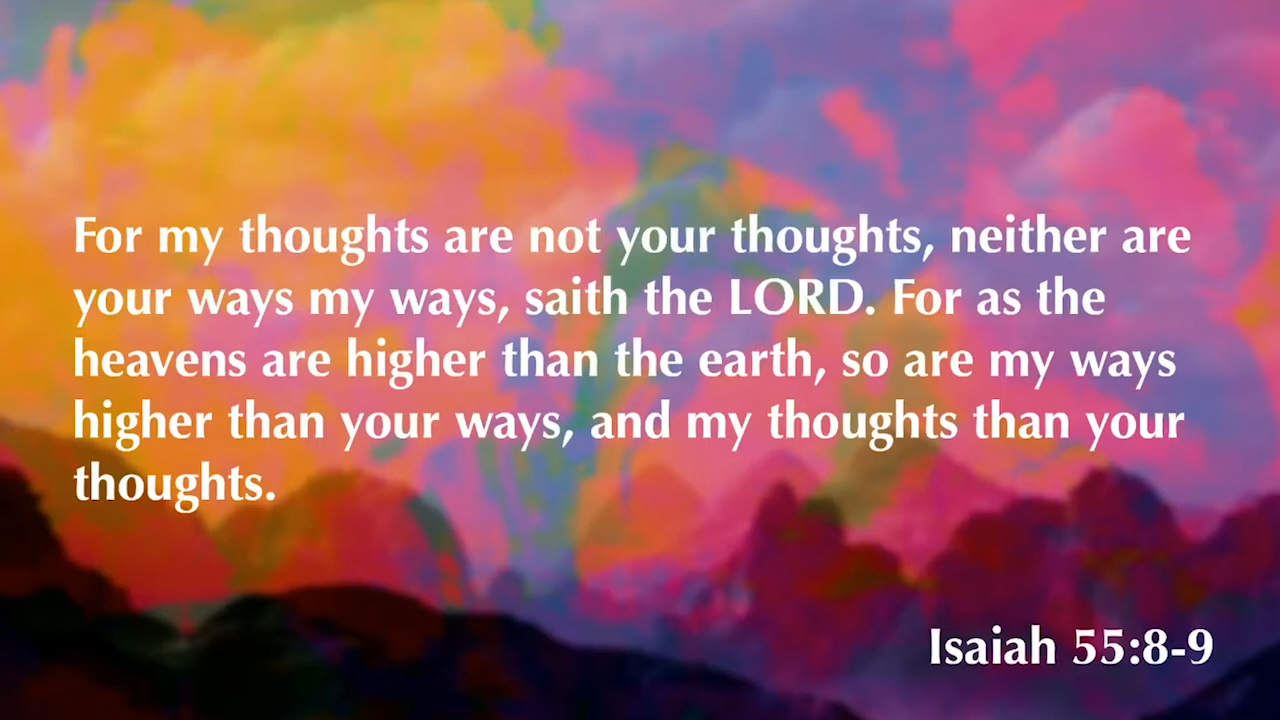 For my thoughts are not your thoughts, neither are
your ways my ways, saith the LORD. For as the
heavens are higher than the earth, so are my ways
higher than your ways, and my thoughts than your
thoughts.
Isaiah 55:8-9